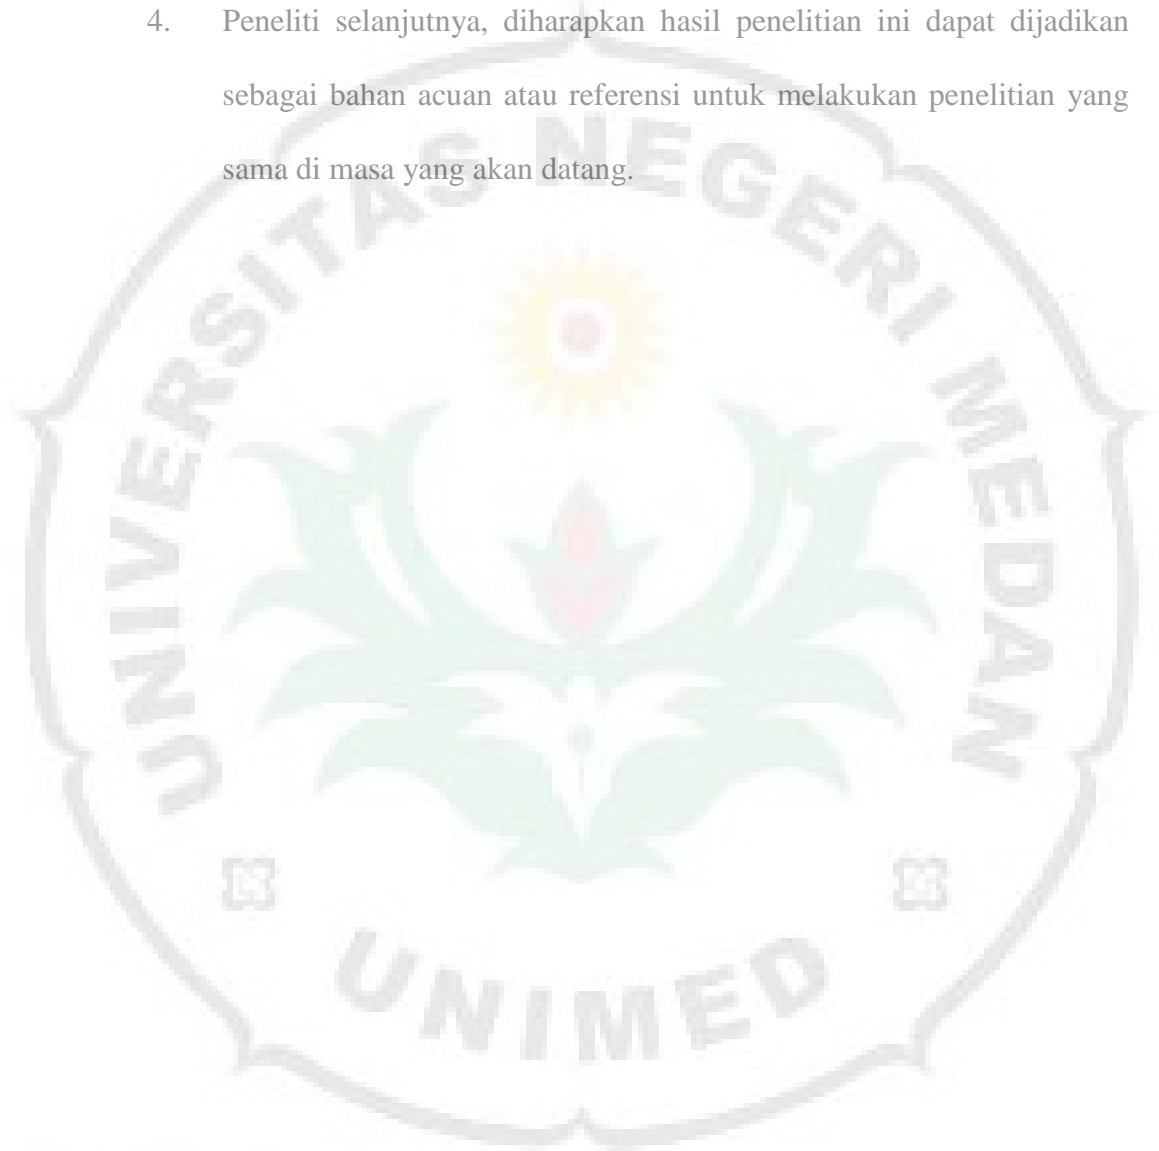 4. Peneliti selanjutnya, diharapkan hasil penelitian ini dapat dijadikan
sebagai bahan acuan atau referensi untuk melakukan penelitian yang
sama di masa yang akan datang.
UNIVERSITAS NEGERI MEDAN
UNIMED